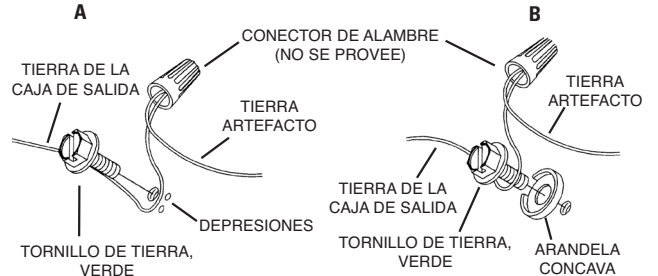 A
B
CONECTOR DE ALAMBRE
(NO SE PROVEE)
TIERRA DE LA
CAJA DE SALIDA
TIERRA
ARTEFACTO
DEPRESIONES
TORNILLO DE TIERRA,
VERDE
TIERRA
ARTEFACTO
TIERRA DE LA
CAJA DE SALIDA
TORNILLO DE TIERRA,
VERDE
ARANDELA
CONCAVA